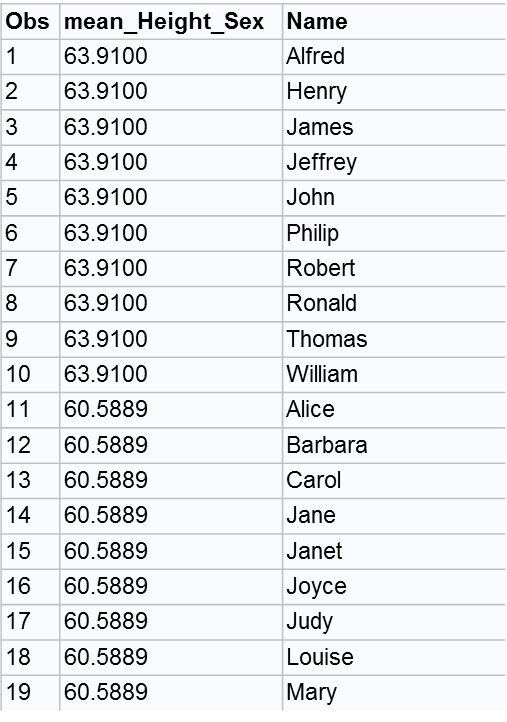 Obs mean_Height_Sex Name
1 63.9100 Alfred
2 63.9100 Henry
3 63.9100 James
4 63.9100 Jeffrey
5 63.9100 John
6 63.9100 Philip
7 63.9100 Robert
8 63.9100 Ronald
9 63.9100 Thomas
10 63.9100 William
11 60.5889 Alice
12 60.5889 Barbara
13 60.5889 Carol
14 60.5889 Jane
15 60.5889 Janet
16 60.5889 Joyce
17 60.5889 Judy
18 60.5889 Louise
19 60.5889 Mary